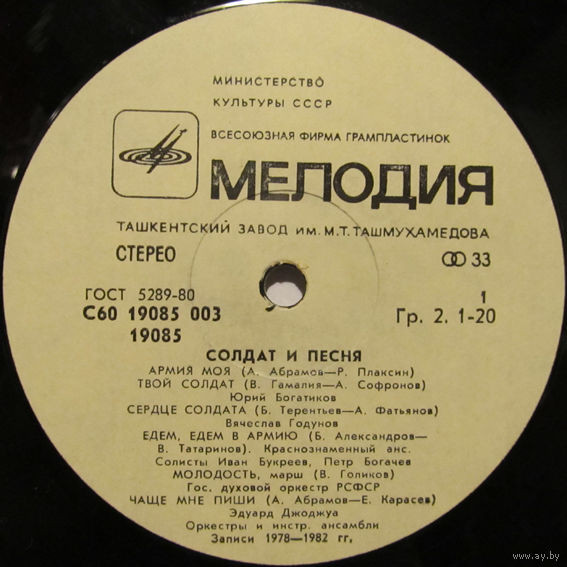 МИНИСТЕРСТВО
КУЛЬТУРЫ СССР
ВСЕСОЮЗНАЯ ФИРМА ГРАМПЛАСТИНОК
МЕЛОДИЯ
ТАШКЕНТСКИЙ ЗАВОД ИМ. М.Т. ТАШМУХАМЕДОВА
СТЕРЕО 33
ГОСТ 5289-80 1
С60 19085 003 Гр. 2. 1-20
19085
СОЛДАТ И ПЕСНЯ
АРМИЯ МОЯ (А. Абрамов—Р. Плаксин)
ТВОЙ СОЛДАТ (В. Гамалия—А. Софронов)
Юрий Богатиков
СЕРДЦЕ СОЛДАТА (Б. Терентьев—А. Фатьянов)
Вячеслав Годунов
ЕДЕМ, ЕДЕМ В АРМИЮ (Б. Александров—
В. Татаринов). Краснознаменный анс.
Солисты Иван Букреев, Петр Богачев
МОЛОДОСТЬ, марш (В. Голиков)
Гос. духовой оркестр РСФСР
ЧАЩЕ МНЕ ПИШИ (А. Абрамов—Е. Карасев)
Эдуард Джоджуа
Оркестры и инстр. ансамбли
Записи 1978—1982 гг.
www.ay.by